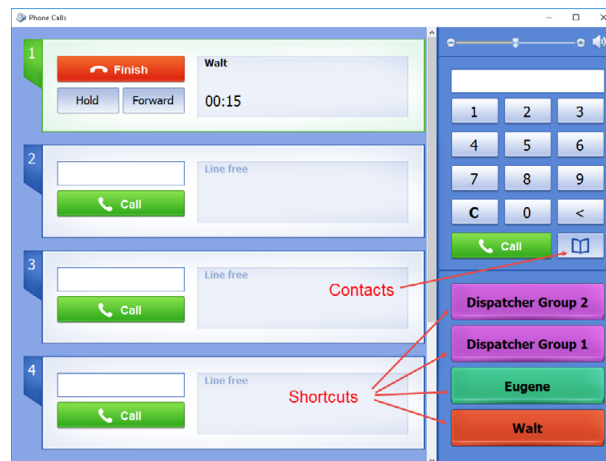 Phone Calls
1
Finish
Hold
Forward
Walt
00:15
2
Call
Line free
3
Call
Line free
4
Call
Line free
1 2 3
4 5 6
7 8 9
C 0 <
Call
Contacts
Shortcuts
Dispatcher Group 2
Dispatcher Group 1
Eugene
Walt